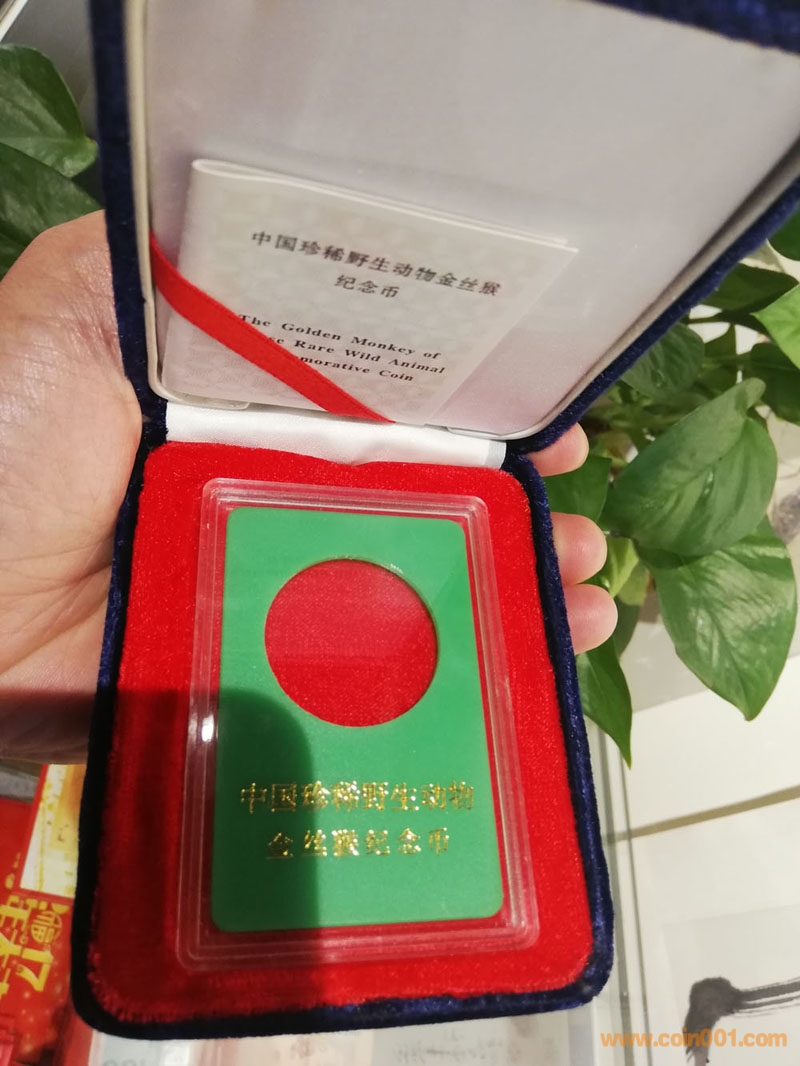 中国珍稀野生动物金丝猴
纪念币
The Golden Monkey of
Rare Wild Animal
Coin
中国珍稀野生动物
金丝猴纪念币
福
www.coin001.com